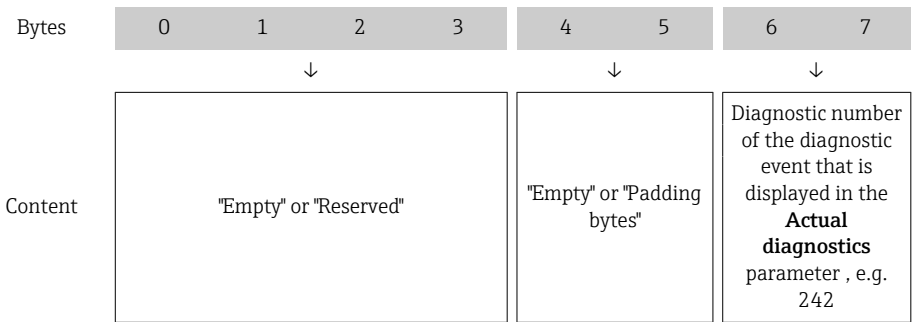 Bytes 0 1 2 3 4 5 6 7
↓ ↓ ↓
Content
"Empty" or "Reserved"
"Empty" or "Padding
bytes"
Diagnostic number
of the diagnostic
event that is
displayed in the
Actual
diagnostics
parameter , e.g.
242